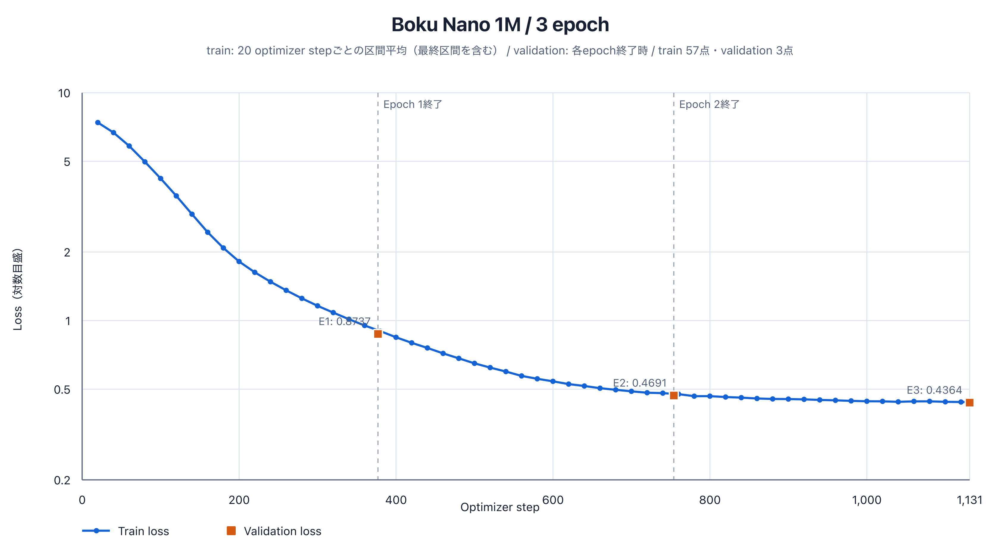 Boku Nano 1M / 3 epoch
train: 20 optimizer stepごとの区間平均（最終区間を含む） / validation: 各epoch終了時 / train 57点・validation 3点
10
5
2
1
0.5
0.2
Loss（対数目盛）
Epoch 1終了
Epoch 2終了
E1: 0.8737
E2: 0.4691
E3: 0.4364
0
200
400
600
800
1,000
1,131
Optimizer step
Train loss
Validation loss